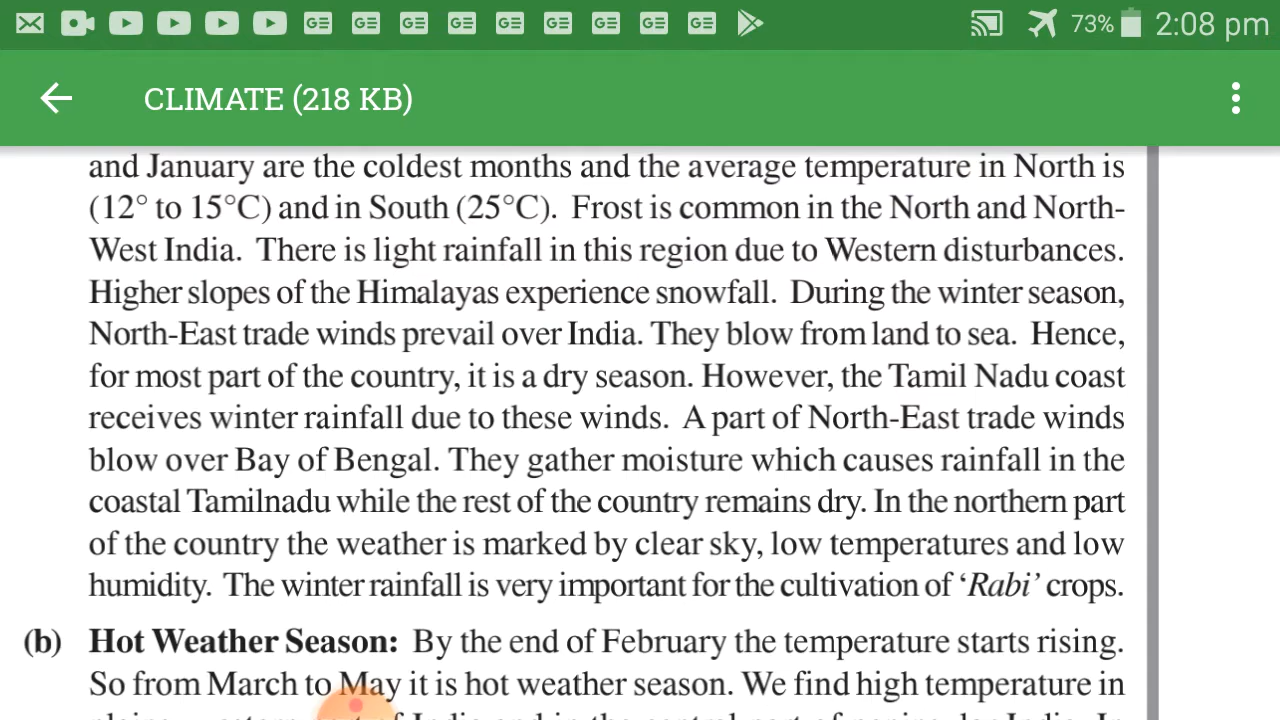 GE GE GE GE GE GE GE GE GE 73% 2:08 pm
CLIMATE (218 KB)
and January are the coldest months and the average temperature in North is
(12° to 15°C) and in South (25°C). Frost is common in the North and North-
West India. There is light rainfall in this region due to Western disturbances.
Higher slopes of the Himalayas experience snowfall. During the winter season,
North-East trade winds prevail over India. They blow from land to sea. Hence,
for most part of the country, it is a dry season. However, the Tamil Nadu coast
receives winter rainfall due to these winds. A part of North-East trade winds
blow over Bay of Bengal. They gather moisture which causes rainfall in the
coastal Tamilnadu while the rest of the country remains dry. In the northern part
of the country the weather is marked by clear sky, low temperatures and low
humidity. The winter rainfall is very important for the cultivation of ‘Rabi’ crops.
(b) Hot Weather Season: By the end of February the temperature starts rising.
So from March to May it is hot weather season. We find high temperature in